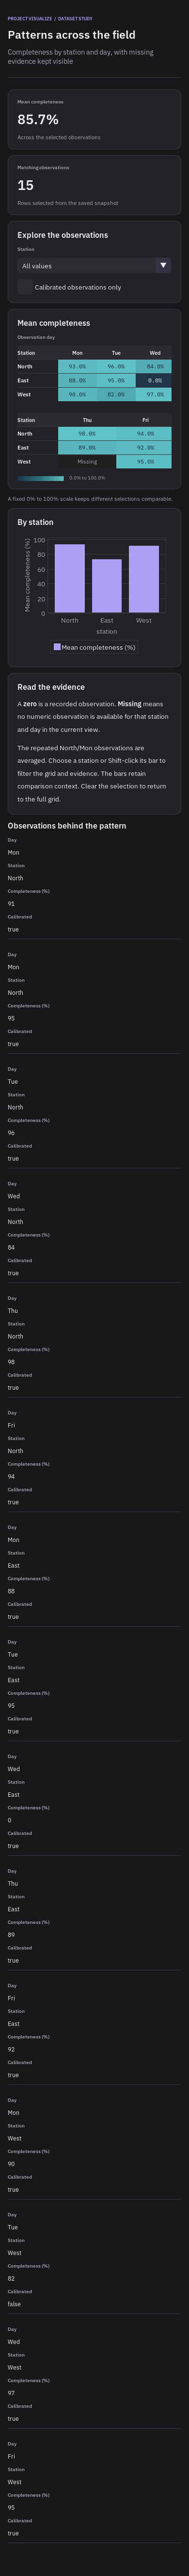 PROJECT VISUALIZE / DATASET STUDY
Patterns across the field
Completeness by station and day, with missing
evidence kept visible
Mean completeness
85.7%
Across the selected observations
Matching observations
15
Rows selected from the saved snapshot
Explore the observations
Station
All values
Calibrated observations only
Mean completeness
Observation day
Station Mon Tue Wed
North 93.0% 96.0% 84.0%
East 88.0% 95.0% 0.0%
West 90.0% 82.0% 97.0%
Station Thu Fri
North 98.0% 94.0%
East 89.0% 92.0%
West Missing 95.0%
0.0% to 100.0%
A fixed 0% to 100% scale keeps different selections comparable.
By station
Mean completeness (%)
100
80
60
40
20
0
North East West
station
Mean completeness (%)
Read the evidence
A zero is a recorded observation. Missing means
no numeric observation is available for that station
and day in the current view.
The repeated North/Mon observations are
averaged. Choose a station or Shift-click its bar to
filter the grid and evidence. The bars retain
comparison context. Clear the selection to return
to the full grid.
Observations behind the pattern
Day
Mon
Station
North
Completeness (%)
91
Calibrated
true
Day
Mon
Station
North
Completeness (%)
95
Calibrated
true
Day
Tue
Station
North
Completeness (%)
96
Calibrated
true
Day
Wed
Station
North
Completeness (%)
84
Calibrated
true
Day
Thu
Station
North
Completeness (%)
98
Calibrated
true
Day
Fri
Station
North
Completeness (%)
94
Calibrated
true
Day
Mon
Station
East
Completeness (%)
88
Calibrated
true
Day
Tue
Station
East
Completeness (%)
95
Calibrated
true
Day
Wed
Station
East
Completeness (%)
0
Calibrated
true
Day
Thu
Station
East
Completeness (%)
89
Calibrated
true
Day
Fri
Station
East
Completeness (%)
92
Calibrated
true
Day
Mon
Station
West
Completeness (%)
90
Calibrated
true
Day
Tue
Station
West
Completeness (%)
82
Calibrated
false
Day
Wed
Station
West
Completeness (%)
97
Calibrated
true
Day
Fri
Station
West
Completeness (%)
95
Calibrated
true